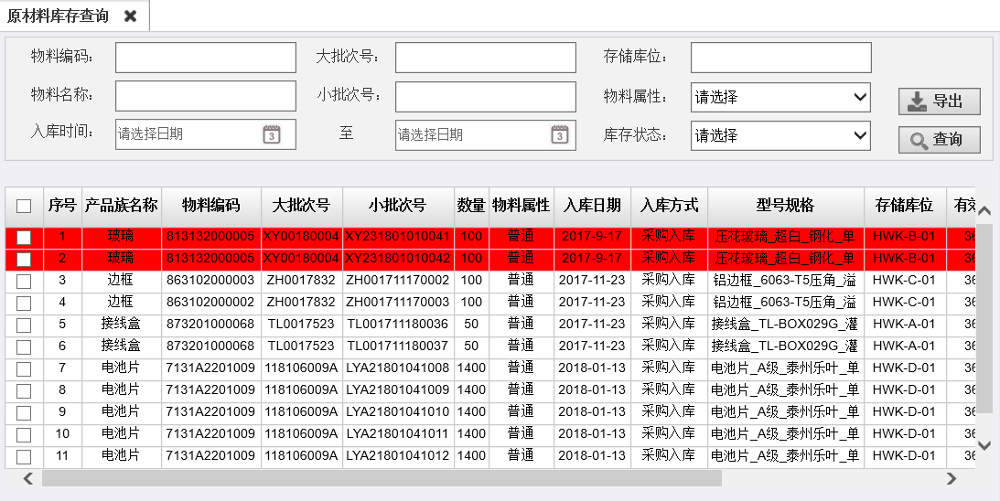 原材料库存查询
物料编码： 大批次号： 存储库位：
物料名称： 小批次号： 物料属性： 请选择 导出
入库时间： 请选择日期 3 至 请选择日期 3 库存状态： 请选择 查询
序号 产品族名称 物料编码 大批次号 小批次号 数量 物料属性 入库日期 入库方式 型号规格 存储库位 有效
1 玻璃 813132000005 XY00180004 XY231801010041 100 普通 2017-9-17 采购入库 压花玻璃_超白_钢化_单 HWK-B-01 36
2 玻璃 813132000005 XY00180004 XY231801010042 100 普通 2017-9-17 采购入库 压花玻璃_超白_钢化_单 HWK-B-01 36
3 边框 863102000003 ZH0017832 ZH001711170002 100 普通 2017-11-23 采购入库 铝边框_6063-T5压角_溢 HWK-C-01 36
4 边框 863102000002 ZH0017832 ZH001711170003 100 普通 2017-11-23 采购入库 铝边框_6063-T5压角_溢 HWK-C-01 36
5 接线盒 873201000068 TL0017523 TL001711180036 50 普通 2017-11-23 采购入库 接线盒_TL-BOX029G_灌 HWK-A-01 36
6 接线盒 873201000068 TL0017523 TL001711180037 50 普通 2017-11-23 采购入库 接线盒_TL-BOX029G_灌 HWK-A-01 36
7 电池片 7131A2201009 118106009A LYA21801041008 1400 普通 2018-01-13 采购入库 电池片_A级_泰州乐叶_单 HWK-D-01 36
8 电池片 7131A2201009 118106009A LYA21801041009 1400 普通 2018-01-13 采购入库 电池片_A级_泰州乐叶_单 HWK-D-01 36
9 电池片 7131A2201009 118106009A LYA21801041010 1400 普通 2018-01-13 采购入库 电池片_A级_泰州乐叶_单 HWK-D-01 36
10 电池片 7131A2201009 118106009A LYA21801041011 1400 普通 2018-01-13 采购入库 电池片_A级_泰州乐叶_单 HWK-D-01 36
11 电池片 7131A2201009 118106009A LYA21801041012 1400 普通 2018-01-13 采购入库 电池片_A级_泰州乐叶_单 HWK-D-01 36